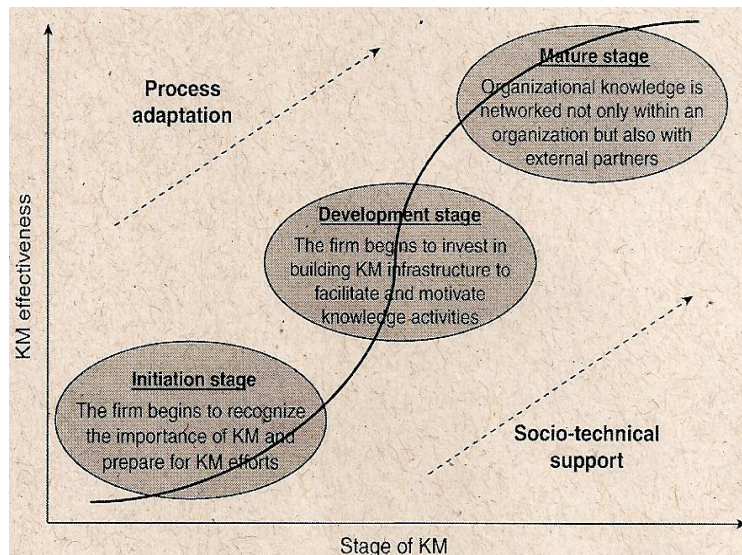 Process
adaptation
Mature stage
Organizational knowledge is
networked not only within an
organization but also with
external partners
Development stage
The firm begins to invest in
building KM infrastructure to
facilitate and motivate
knowledge activities
KM effectiveness
Initiation stage
The firm begins to recognize
the importance of KM and
prepare for KM efforts
Socio-technical
support
Stage of KM